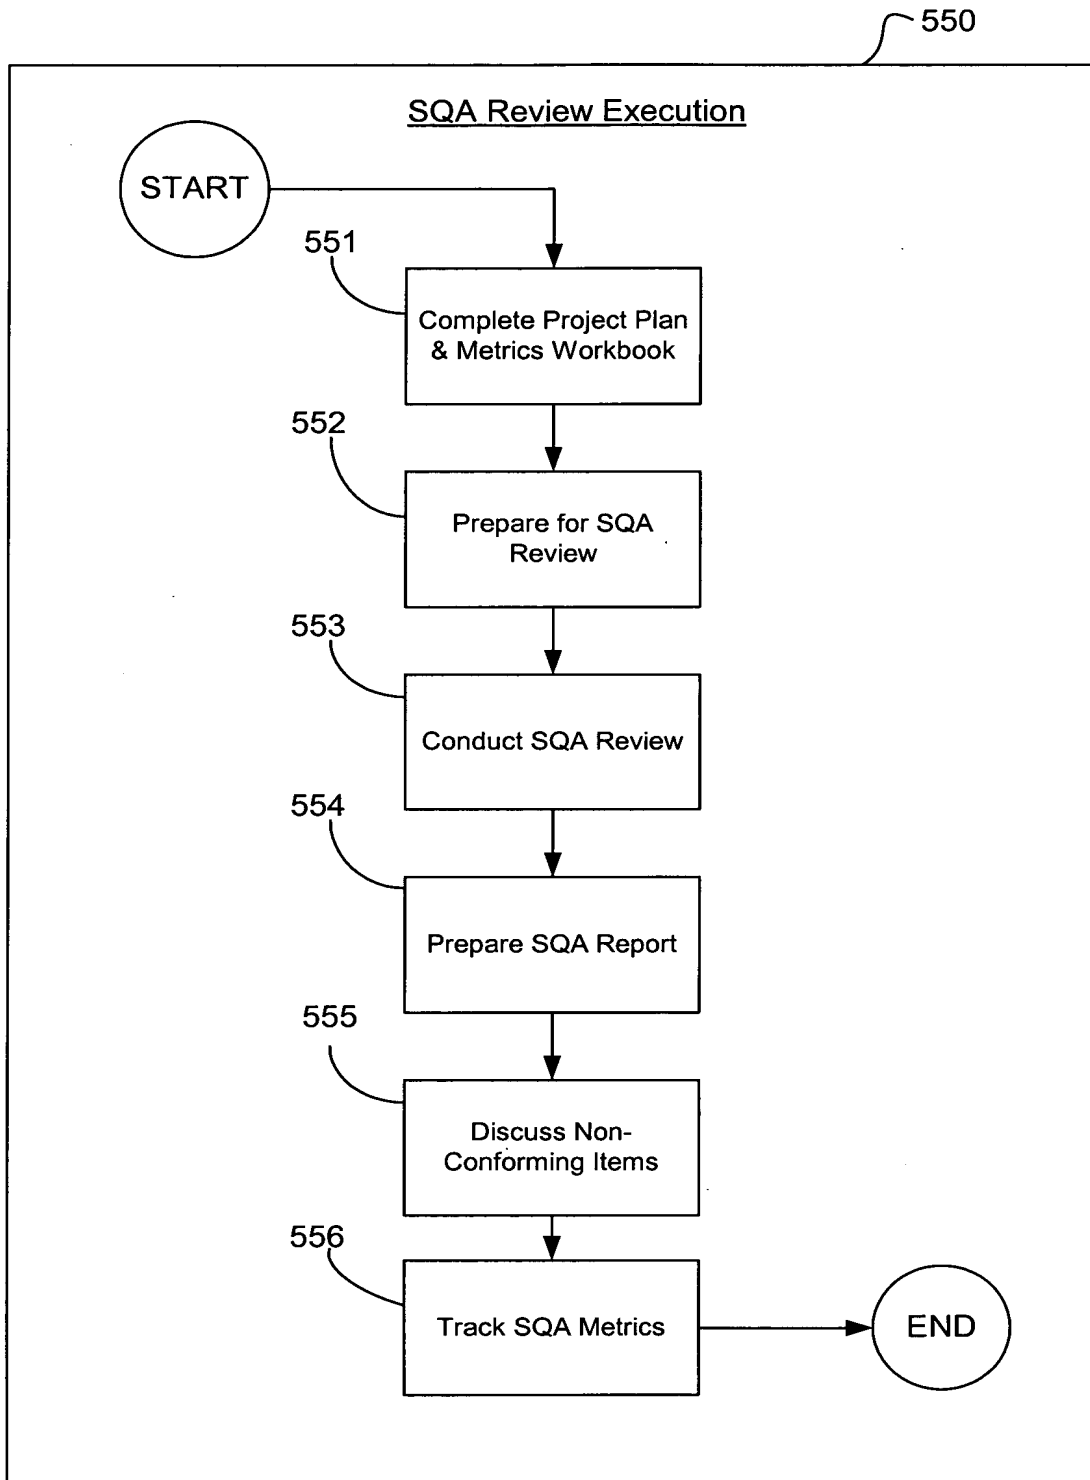 550
SQA Review Execution
START
551
Complete Project Plan
& Metrics Workbook
552
Prepare for SQA
Review
553
Conduct SQA Review
554
Prepare SQA Report
555
Discuss Non-
Conforming Items
556
Track SQA Metrics
END